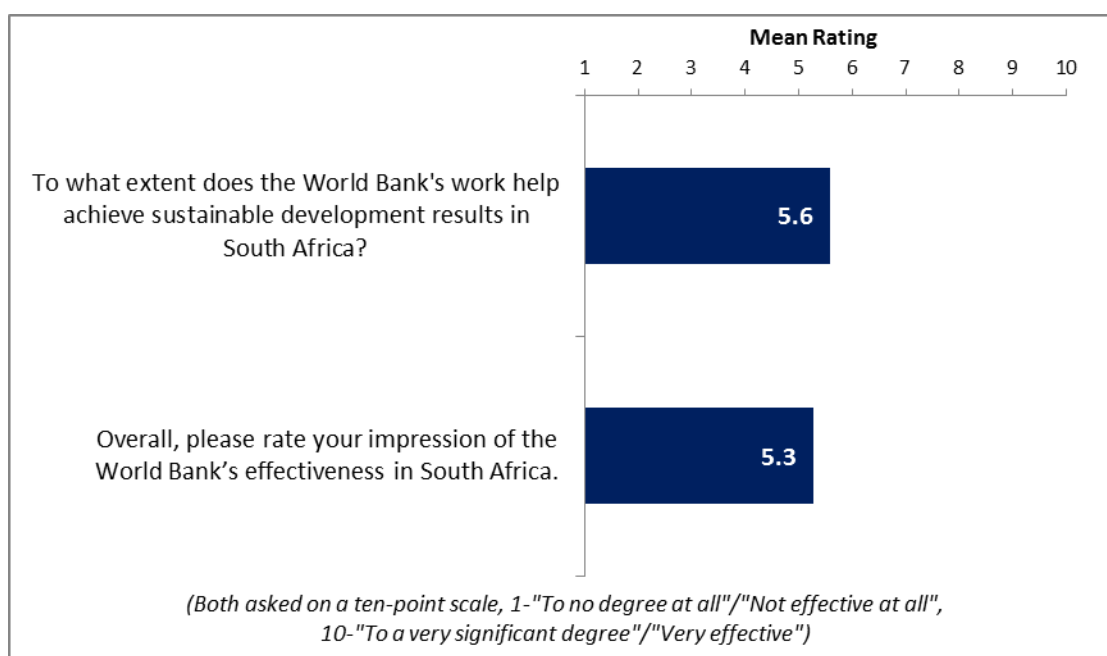 Mean Rating
1 2 3 4 5 6 7 8 9 10
To what extent does the World Bank's work help
achieve sustainable development results in
South Africa?
5.6
Overall, please rate your impression of the
World Bank’s effectiveness in South Africa.
5.3
(Both asked on a ten-point scale, 1-"To no degree at all"/"Not effective at all",
10-"To a very significant degree"/"Very effective")